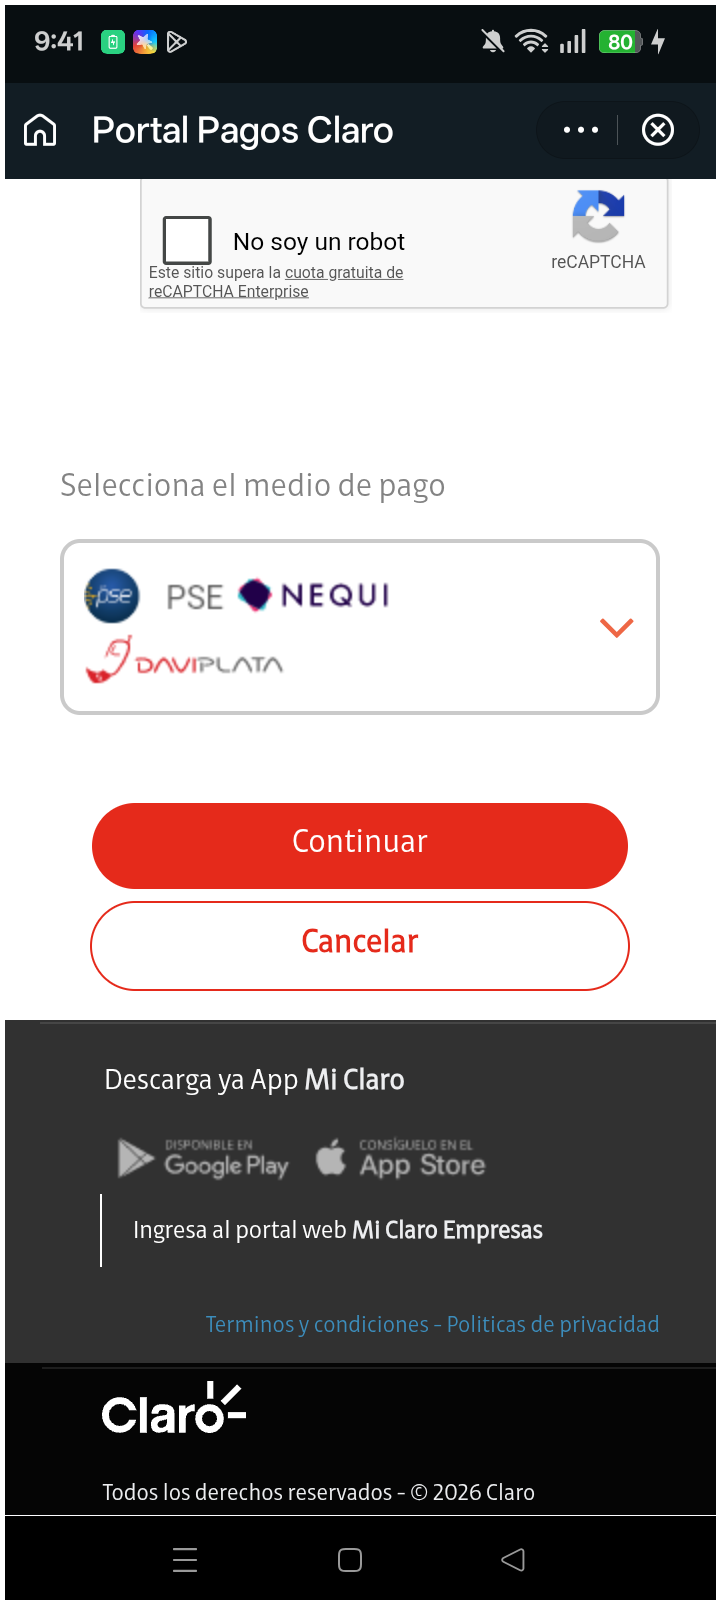 9:41
80
Portal Pagos Claro
No soy un robot
Este sitio supera la cuota gratuita de
reCAPTCHA Enterprise
reCAPTCHA
Selecciona el medio de pago
pse PSE NEQUI
DAVIPLATA
Continuar
Cancelar
Descarga ya App Mi Claro
DISPONIBLE EN
Google Play
CONSÍGUELO EN EL
App Store
Ingresa al portal web Mi Claro Empresas
Terminos y condiciones - Politicas de privacidad
Claro
Todos los derechos reservados - © 2026 Claro